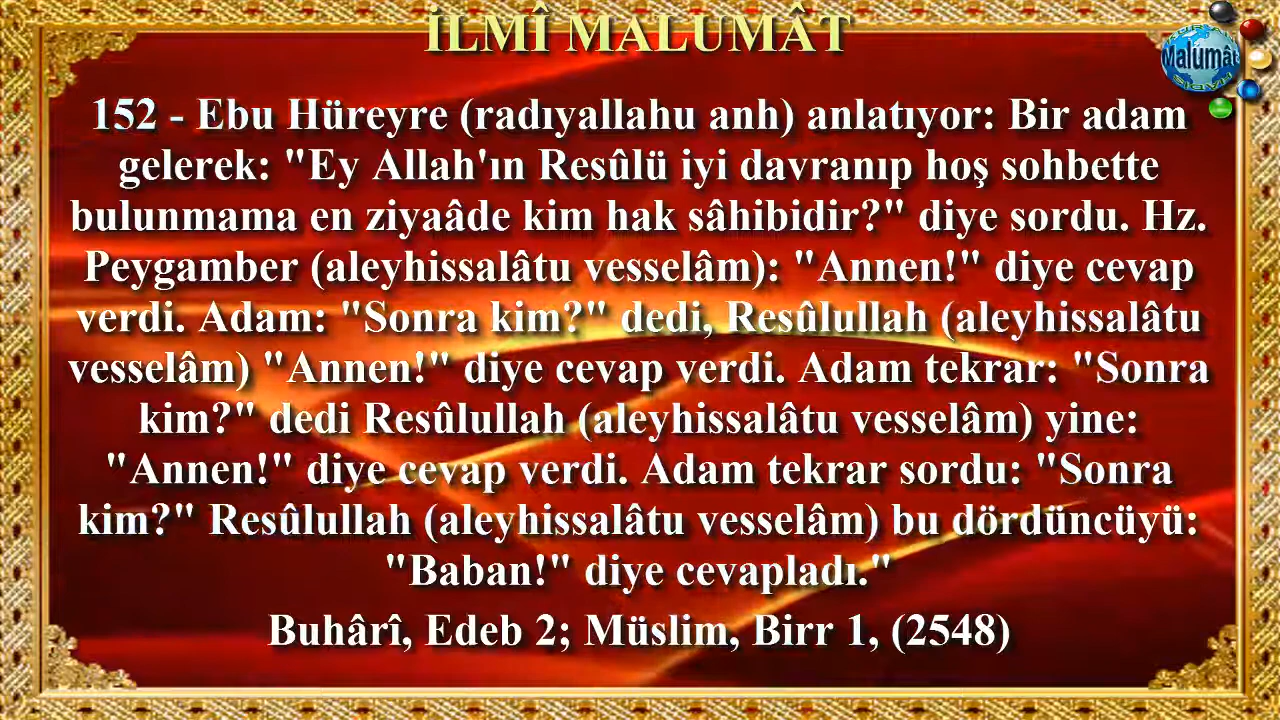 İLMÎ MALUMÂT
Malumât
152 - Ebu Hüreyre (radıyallahu anh) anlatıyor: Bir adam
gelerek: "Ey Allah'ın Resûlü iyi davranıp hoş sohbette
bulunmama en ziyaâde kim hak sâhibidir?" diye sordu. Hz.
Peygamber (aleyhissalâtu vesselâm): "Annen!" diye cevap
verdi. Adam: "Sonra kim?" dedi, Resûlullah (aleyhissalâtu
vesselâm) "Annen!" diye cevap verdi. Adam tekrar: "Sonra
kim?" dedi Resûlullah (aleyhissalâtu vesselâm) yine:
"Annen!" diye cevap verdi. Adam tekrar sordu: "Sonra
kim?" Resûlullah (aleyhissalâtu vesselâm) bu dördüncüyü:
"Baban!" diye cevapladı."
Buhârî, Edeb 2; Müslim, Birr 1, (2548)